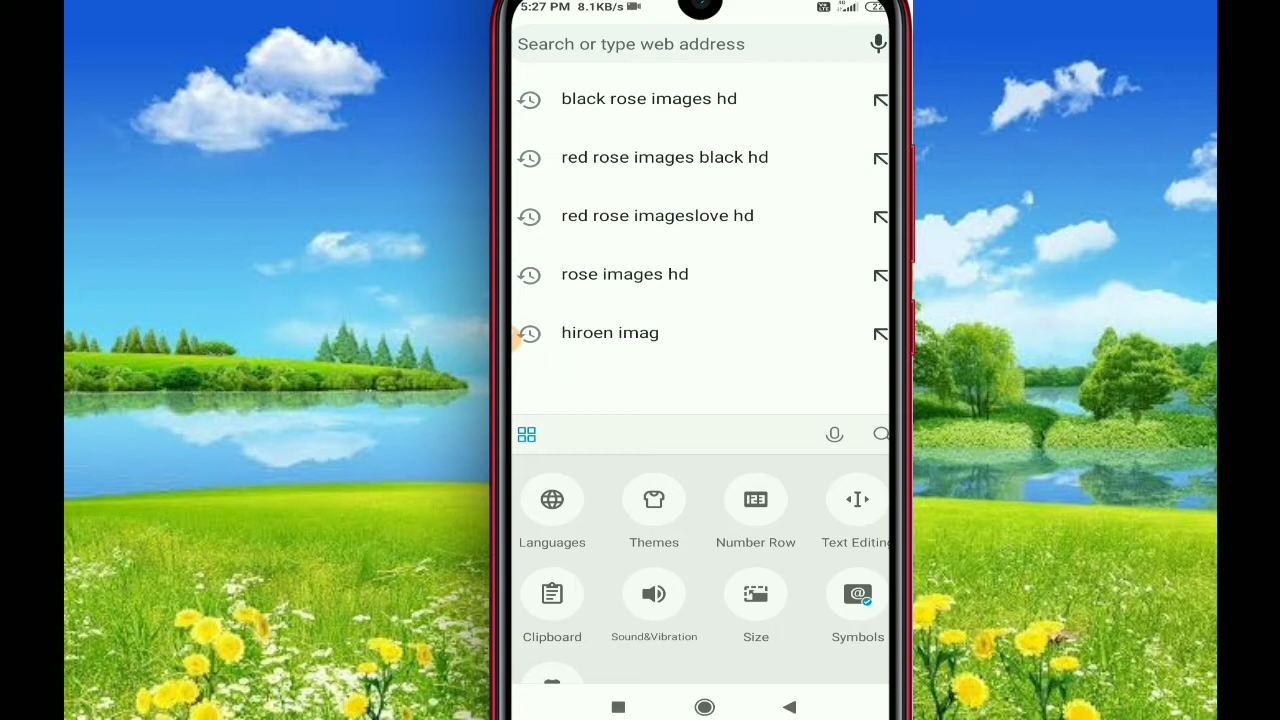 5:27 PM 8.1KB/s
Search or type web address
black rose images hd
red rose images black hd
red rose imageslove hd
rose images hd
hiroen imag
Languages Themes Number Row Text Editing
Clipboard Sound&Vibration Size Symbols